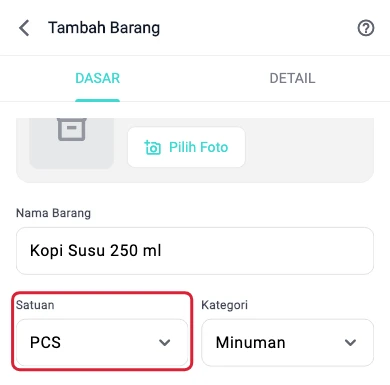 Tambah Barang
DASAR DETAIL
Pilih Foto
Nama Barang
Kopi Susu 250 ml
Satuan Kategori
PCS Minuman